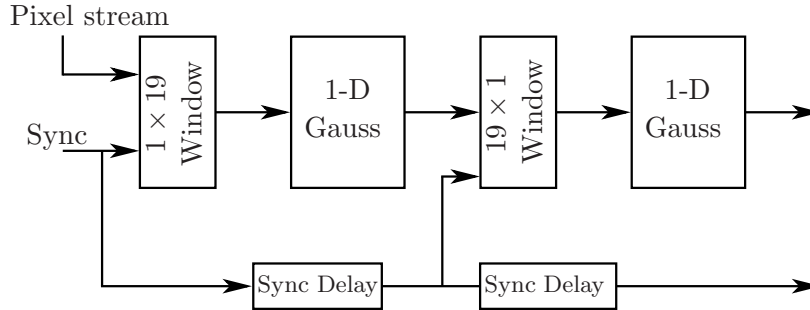 Pixel stream
Sync
1 × 19
Window
1-D
Gauss
19 × 1
Window
1-D
Gauss
Sync Delay
Sync Delay